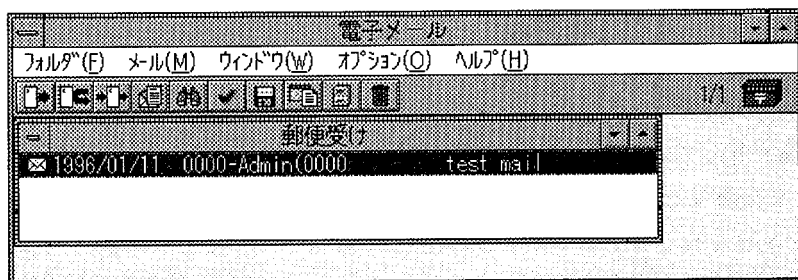 電子メール
ﾌｫﾙﾀﾞ(F) ﾒｰﾙ(M) ｳｨﾝﾄﾞｳ(W) ｵﾌﾟｼｮﾝ(O) ﾍﾙﾌﾟ(H)
1/1
郵便受け
1996/01/11 0000-Admin(0000 test mail